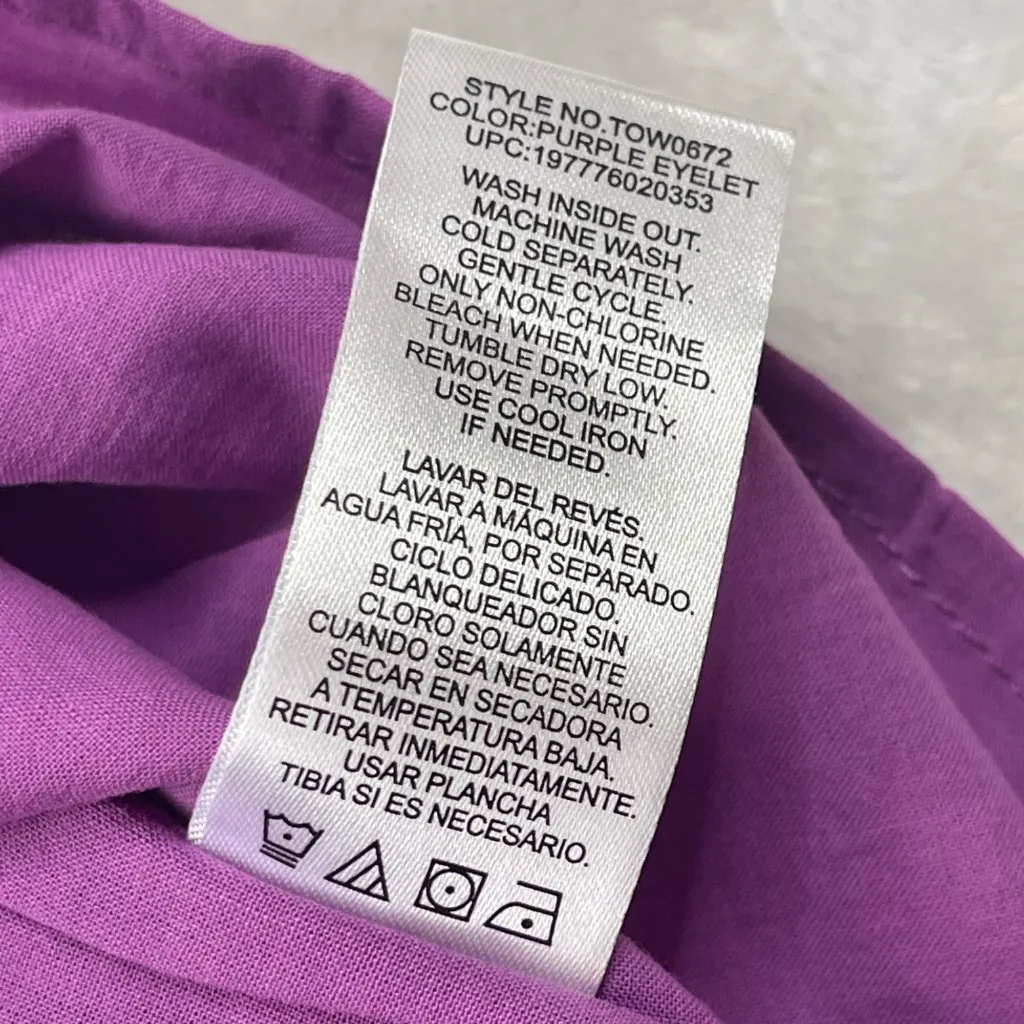 STYLE NO.TOW0672
COLOR:PURPLE EYELET
UPC:197776020353
WASH INSIDE OUT.
MACHINE WASH
COLD SEPARATELY.
GENTLE CYCLE.
ONLY NON-CHLORINE
BLEACH WHEN NEEDED.
TUMBLE DRY LOW.
REMOVE PROMPTLY.
USE COOL IRON
IF NEEDED.
LAVAR DEL REVÉS.
LAVAR A MÁQUINA EN
AGUA FRÍA, POR SEPARADO.
CICLO DELICADO.
BLANQUEADOR SIN
CLORO SOLAMENTE
CUANDO SEA NECESARIO.
SECAR EN SECADORA
A TEMPERATURA BAJA.
RETIRAR INMEDIATAMENTE.
USAR PLANCHA
TIBIA SI ES NECESARIO.